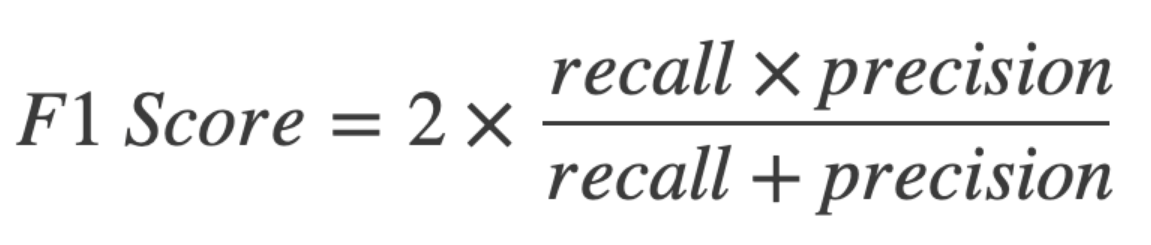 F1 Score = 2 × recall × precision
recall + precision